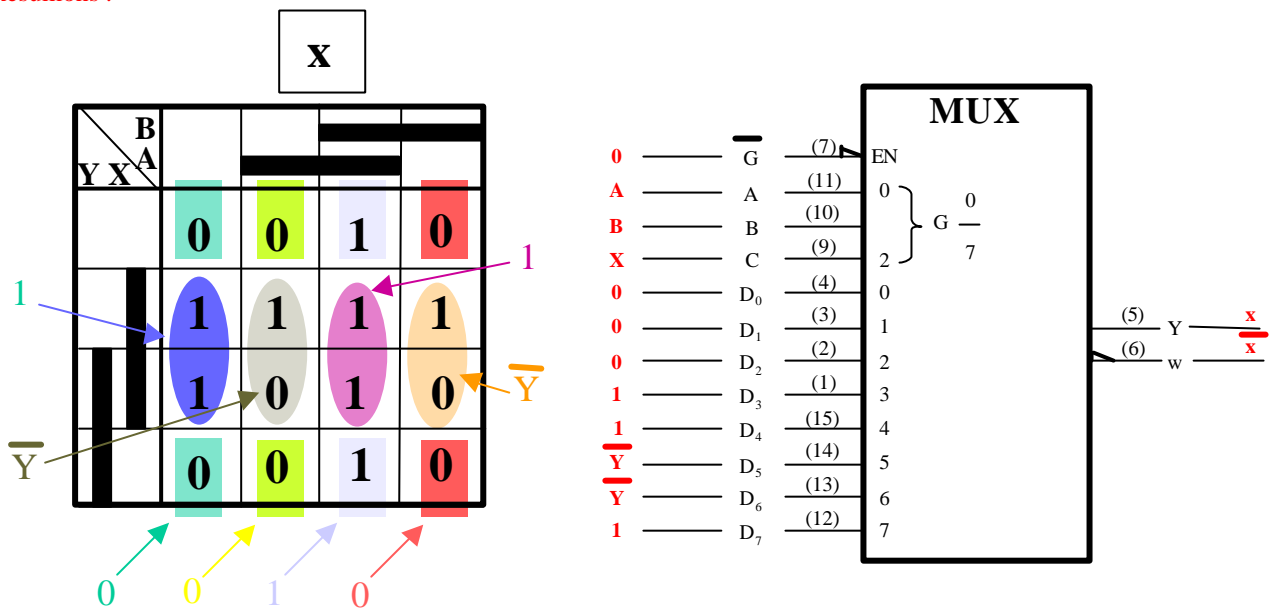 x
B
A
Y X
0 0 1 0
1 1 1 1
1 0 1 0
0 0 1 0
1
1
Y̅
Y̅
0 0 1 0
MUX
0 G̅ (7) EN
A A (11) 0
B B (10)
X C (9) 2
G 0
7
0 D₀ (4) 0
0 D₁ (3) 1
0 D₂ (2) 2
1 D₃ (1) 3
1 D₄ (15) 4
Y̅ D₅ (14) 5
Y̅ D₆ (13) 6
1 D₇ (12) 7
(5) Y x
(6) w x̅